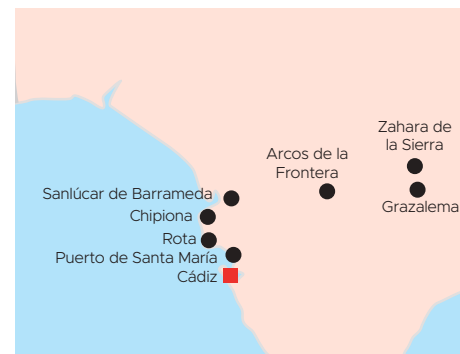 Zahara de
la Sierra
Arcos de la
Frontera
Grazalema
Sanlúcar de Barrameda
Chipiona
Rota
Puerto de Santa María
Cádiz